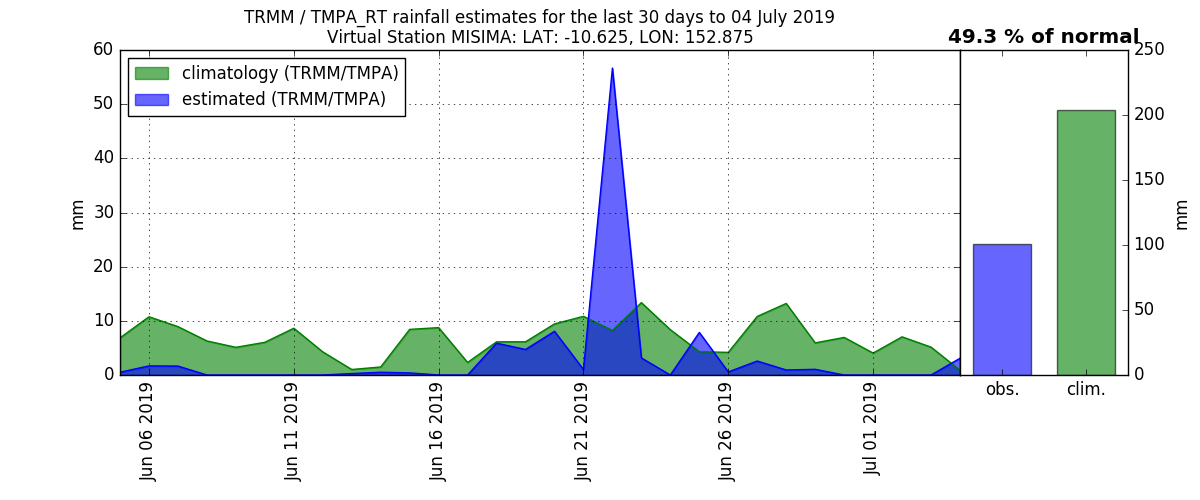 TRMM / TMPA_RT rainfall estimates for the last 30 days to 04 July 2019
Virtual Station MISIMA: LAT: -10.625, LON: 152.875
49.3 % of normal
climatology (TRMM/TMPA)
estimated (TRMM/TMPA)
60
50
40
30
20
10
0
mm
Jun 06 2019
Jun 11 2019
Jun 16 2019
Jun 21 2019
Jun 26 2019
Jul 01 2019
obs.
clim.
250
200
150
100
50
0
mm